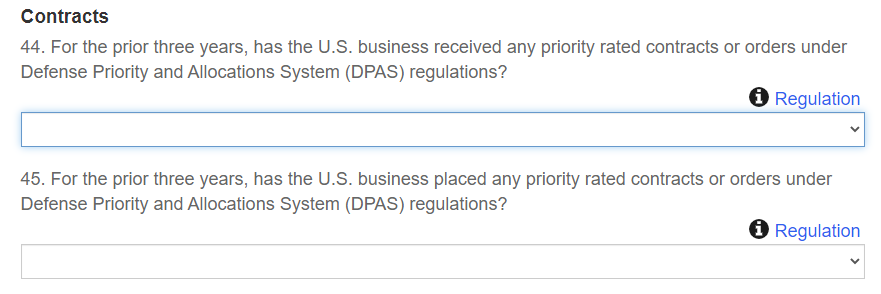 Contracts
44. For the prior three years, has the U.S. business received any priority rated contracts or orders under
Defense Priority and Allocations System (DPAS) regulations?
Regulation
45. For the prior three years, has the U.S. business placed any priority rated contracts or orders under
Defense Priority and Allocations System (DPAS) regulations?
Regulation